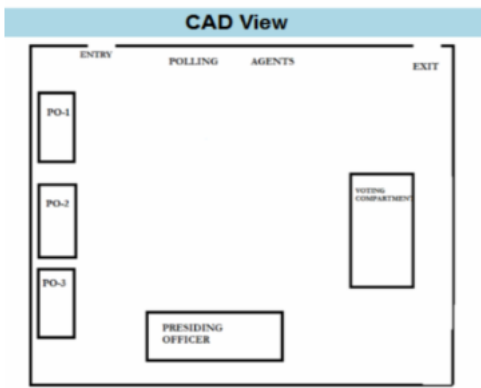 CAD View
ENTRY
POLLING AGENTS
EXIT
PO-1
VOTING
COMPARTMENT
PO-2
PO-3
PRESIDING
OFFICER